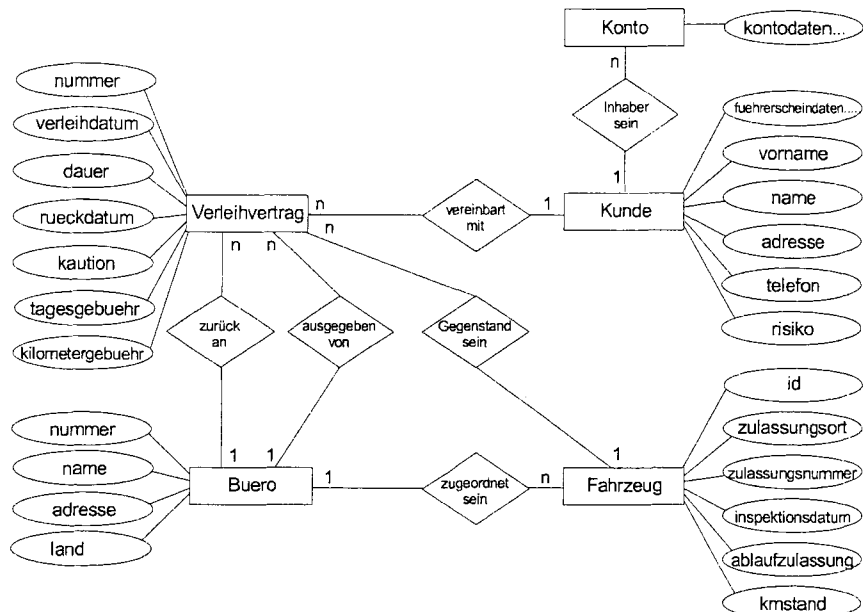 Konto
kontodaten...
n
nummer
Inhaber
sein
fuehrerscheindaten....
verleihdatum
vorname
dauer
1
n
Verleihvertrag
vereinbart
mit
1
Kunde
name
rueckdatum
n
n
n
adresse
kaution
telefon
tagesgebuehr
zurück
an
ausgegeben
von
Gegenstand
sein
risiko
kilometergebuehr
id
nummer
zulassungsort
name
1
1
1
Buero
1
zugeordnet
sein
n
Fahrzeug
zulassungsnummer
adresse
inspektionsdatum
land
ablaufzulassung
kmstand